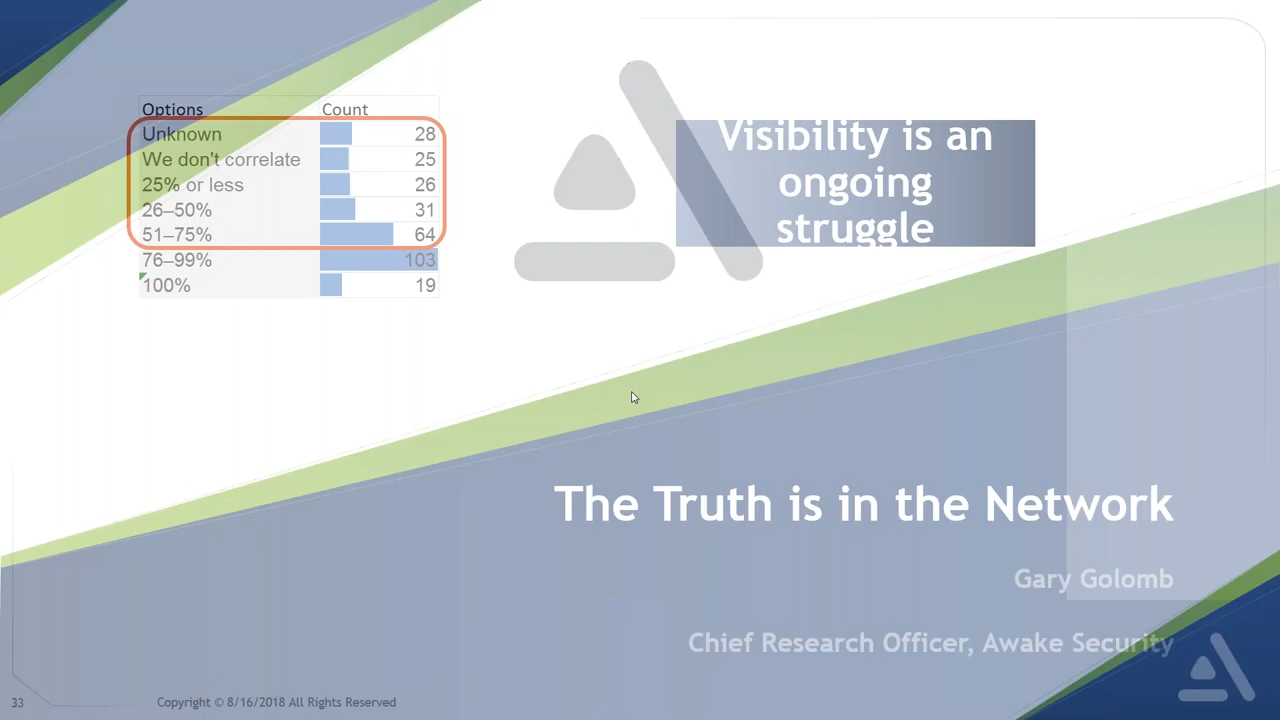 Options Count
Unknown 28
We don't correlate 25
25% or less 26
26–50% 31
51–75% 64
76–99% 103
100% 19
Visibility is an
ongoing
struggle
The Truth is in the Network
Gary Golomb
Chief Research Officer, Awake Security
33 Copyright © 8/16/2018 All Rights Reserved